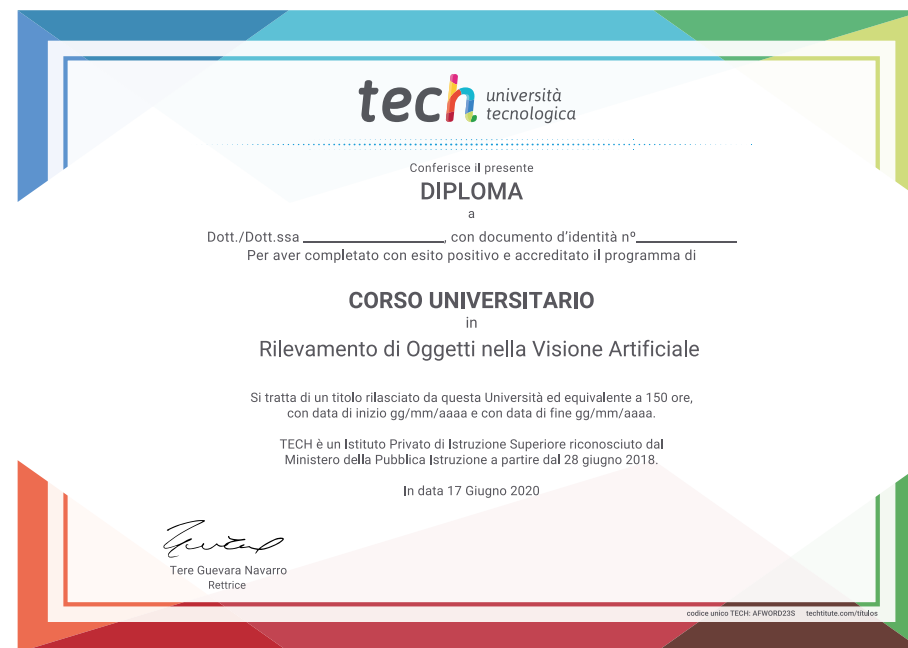 tech università
tecnologica
Conferisce il presente
DIPLOMA
a
Dott./Dott.ssa ____________________, con documento d'identità nº______________
Per aver completato con esito positivo e accreditato il programma di
CORSO UNIVERSITARIO
in
Rilevamento di Oggetti nella Visione Artificiale
Si tratta di un titolo rilasciato da questa Università ed equivalente a 150 ore,
con data di inizio gg/mm/aaaa e con data di fine gg/mm/aaaa.
TECH è un Istituto Privato di Istruzione Superiore riconosciuto dal
Ministero della Pubblica Istruzione a partire dal 28 giugno 2018.
In data 17 Giugno 2020
Tere Guevara Navarro
Rettrice
codice unico TECH: AFWORD23S techtitute.com/titulos